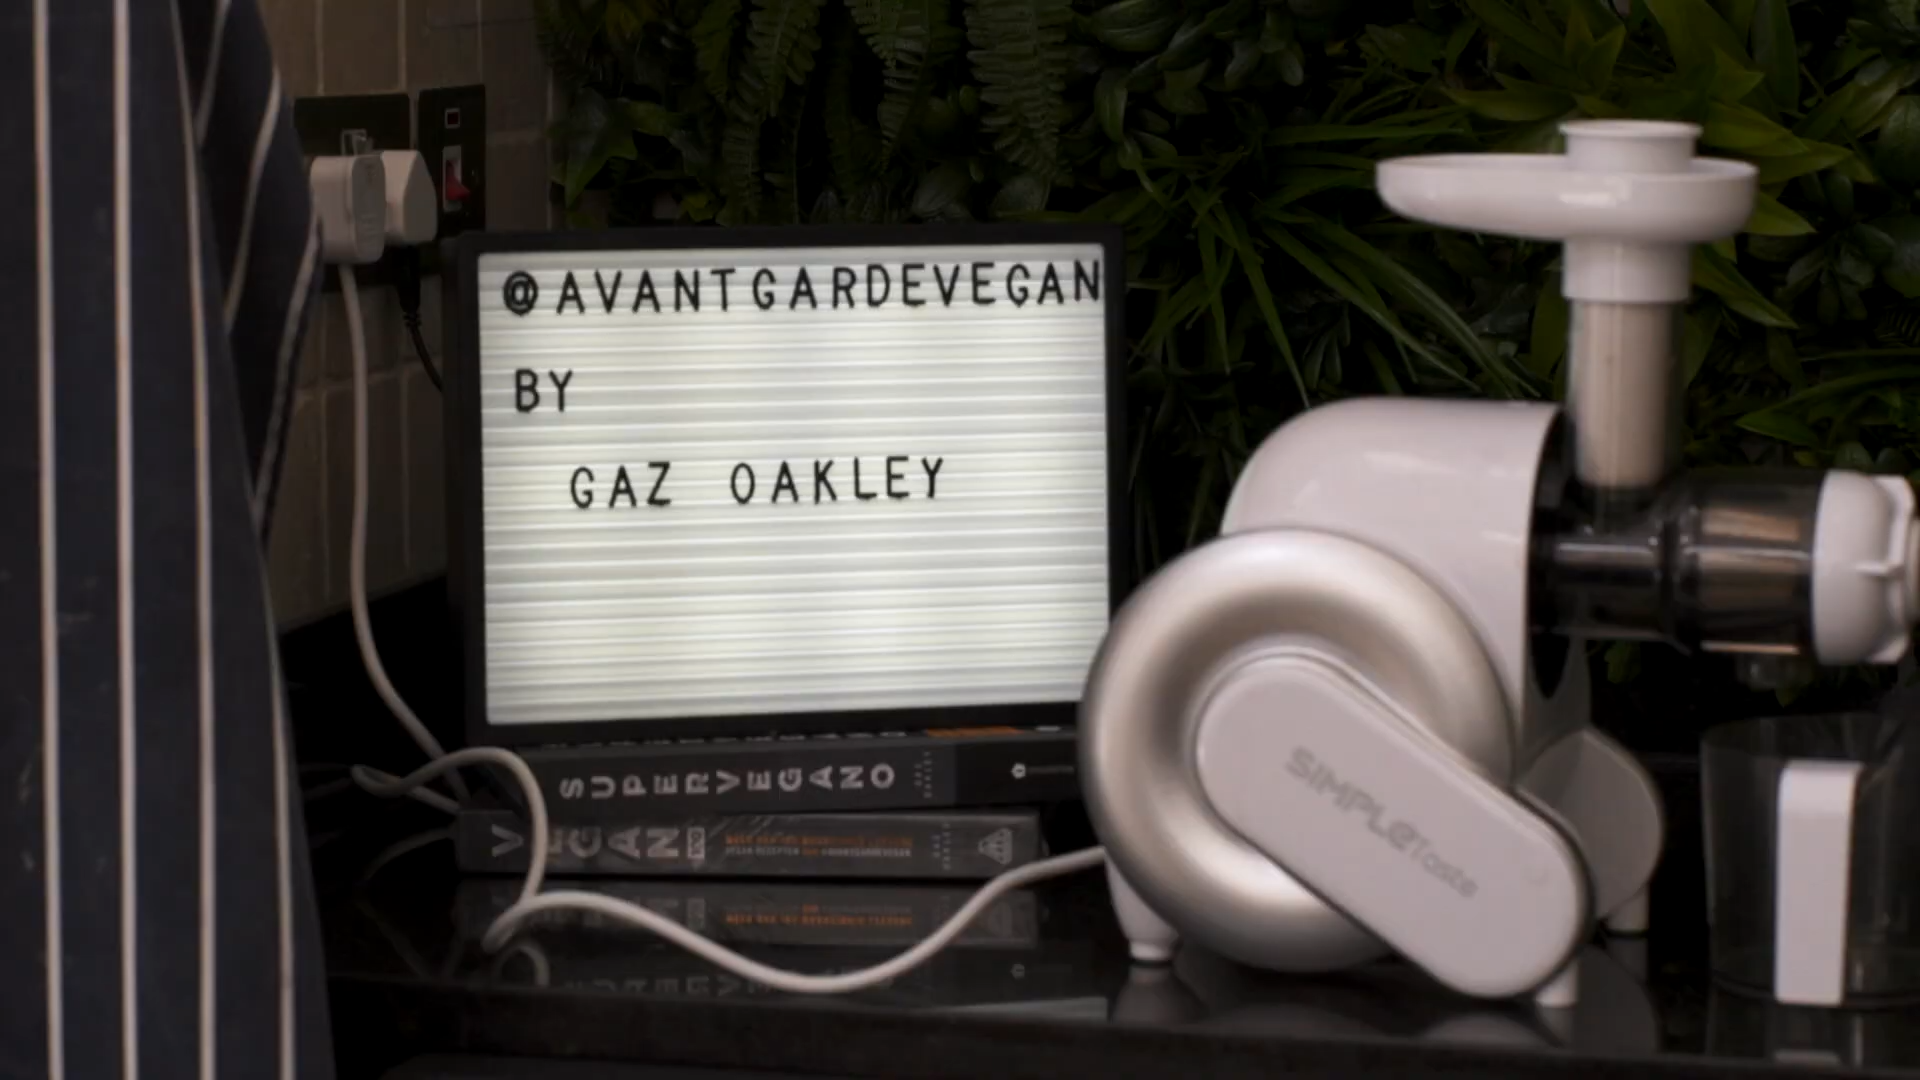 @AVANTGARDEVEGAN
BY
GAZ OAKLEY
SUPERVEGANO
VEGAN
SIMPLETaste